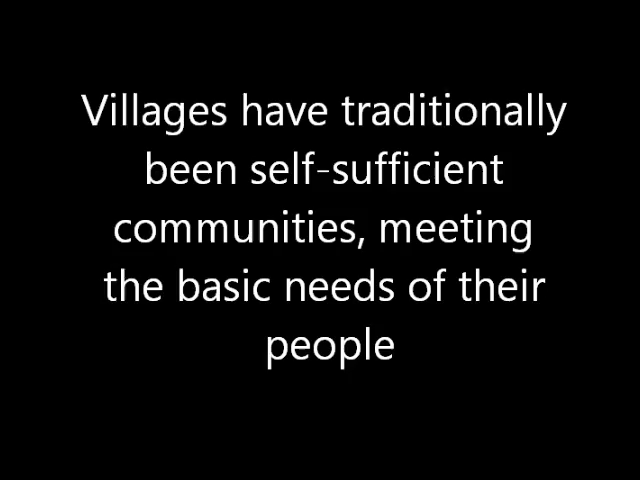 Villages have traditionally
been self-sufficient
communities, meeting
the basic needs of their
people